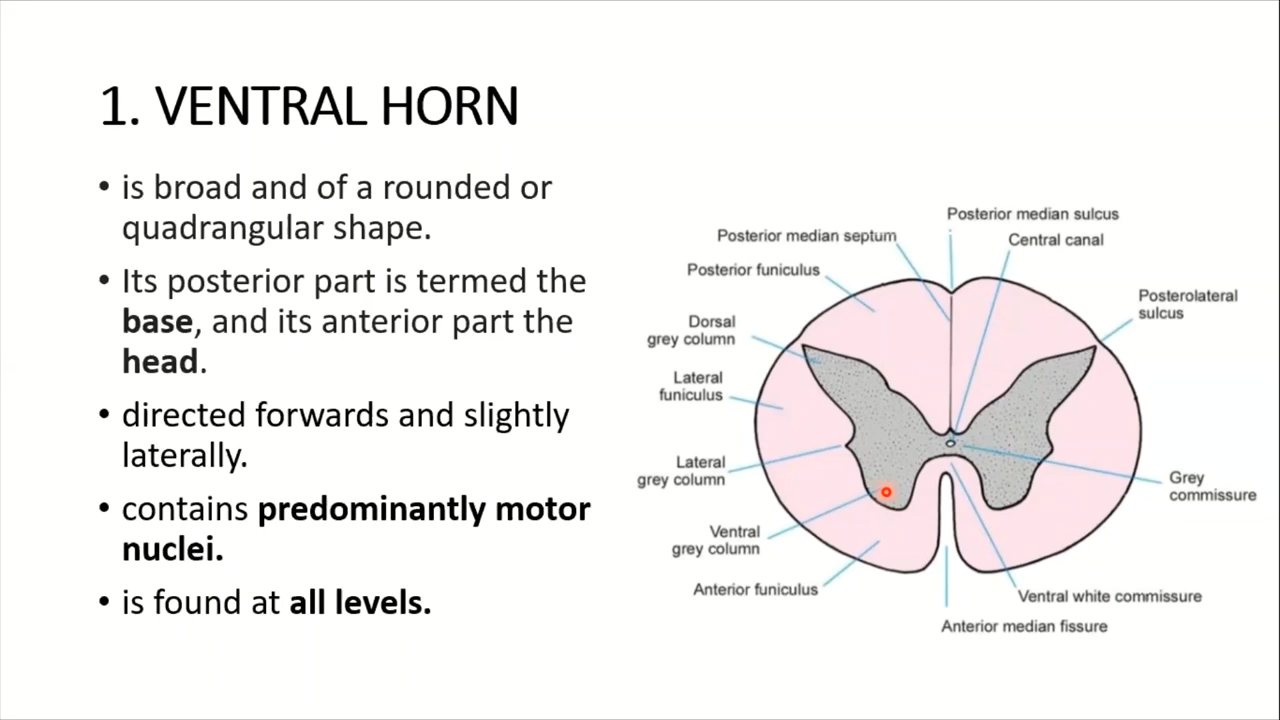 1. VENTRAL HORN
• is broad and of a rounded or
quadrangular shape.
• Its posterior part is termed the
base, and its anterior part the
head.
• directed forwards and slightly
laterally.
• contains predominantly motor
nuclei.
• is found at all levels.
Posterior median sulcus
Posterior median septum
Central canal
Posterior funiculus
Posterolateral
sulcus
Dorsal
grey column
Lateral
funiculus
Lateral
grey column
Grey
commissure
Ventral
grey column
Anterior funiculus
Ventral white commissure
Anterior median fissure